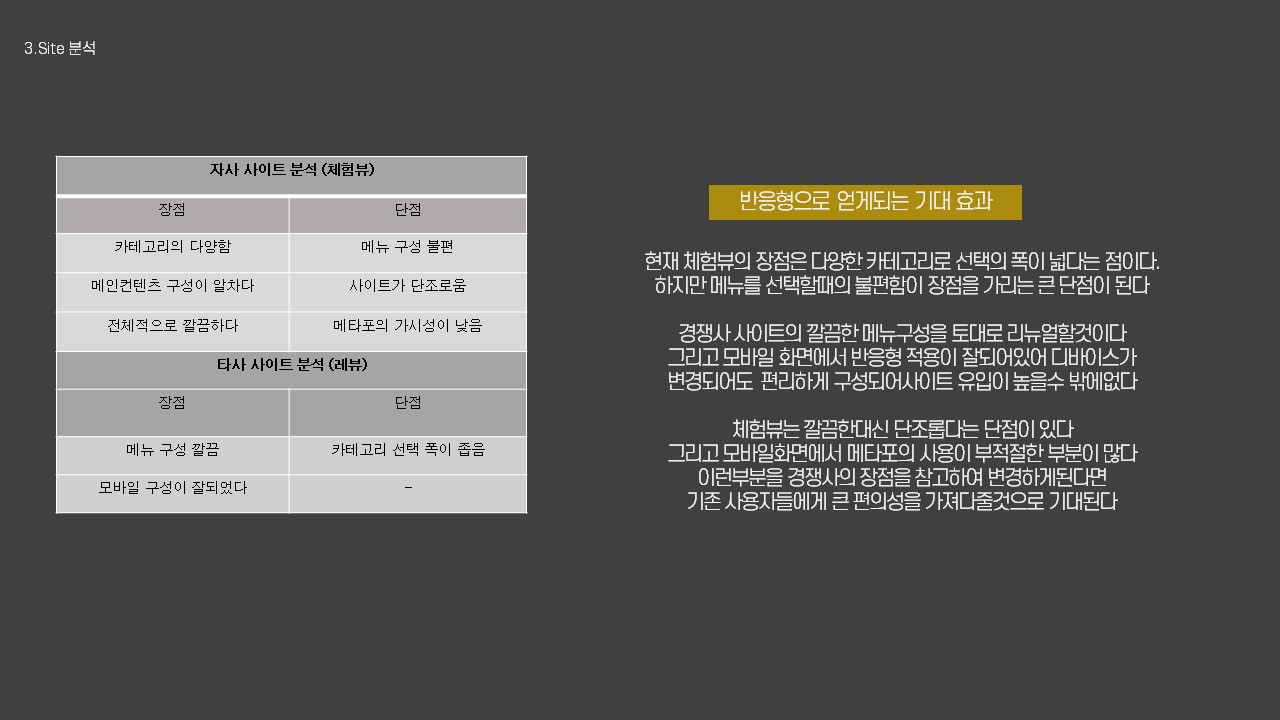 3.Site 분석
자사 사이트 분석 (체험뷰)
장점 단점
카테고리의 다양함 메뉴 구성 불편
메인컨텐츠 구성이 알차다 사이트가 단조로움
전체적으로 깔끔하다 메타포의 가시성이 낮음
타사 사이트 분석 (레뷰)
장점 단점
메뉴 구성 깔끔 카테고리 선택 폭이 좁음
모바일 구성이 잘되었다 –
반응형으로 얻게되는 기대 효과
현재 체험뷰의 장점은 다양한 카테고리로 선택의 폭이 넓다는 점이다.
하지만 메뉴를 선택할때의 불편함이 장점을 가리는 큰 단점이 된다
경쟁사 사이트의 깔끔한 메뉴구성을 토대로 리뉴얼할것이다
그리고 모바일 화면에서 반응형 적용이 잘되어있어 디바이스가
변경되어도 편리하게 구성되어사이트 유입이 높을수 밖에없다
체험뷰는 깔끔한대신 단조롭다는 단점이 있다
그리고 모바일화면에서 메타포의 사용이 부적절한 부분이 많다
이런부분을 경쟁사의 장점을 참고하여 변경하게된다면
기존 사용자들에게 큰 편의성을 가져다줄것으로 기대된다